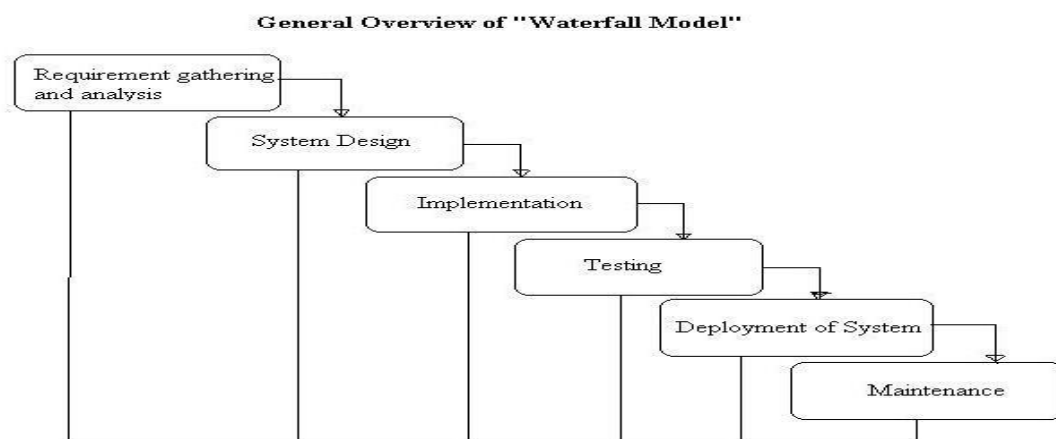 General Overview of "Waterfall Model"
Requirement gathering
and analysis
System Design
Implementation
Testing
Deployment of System
Maintenance